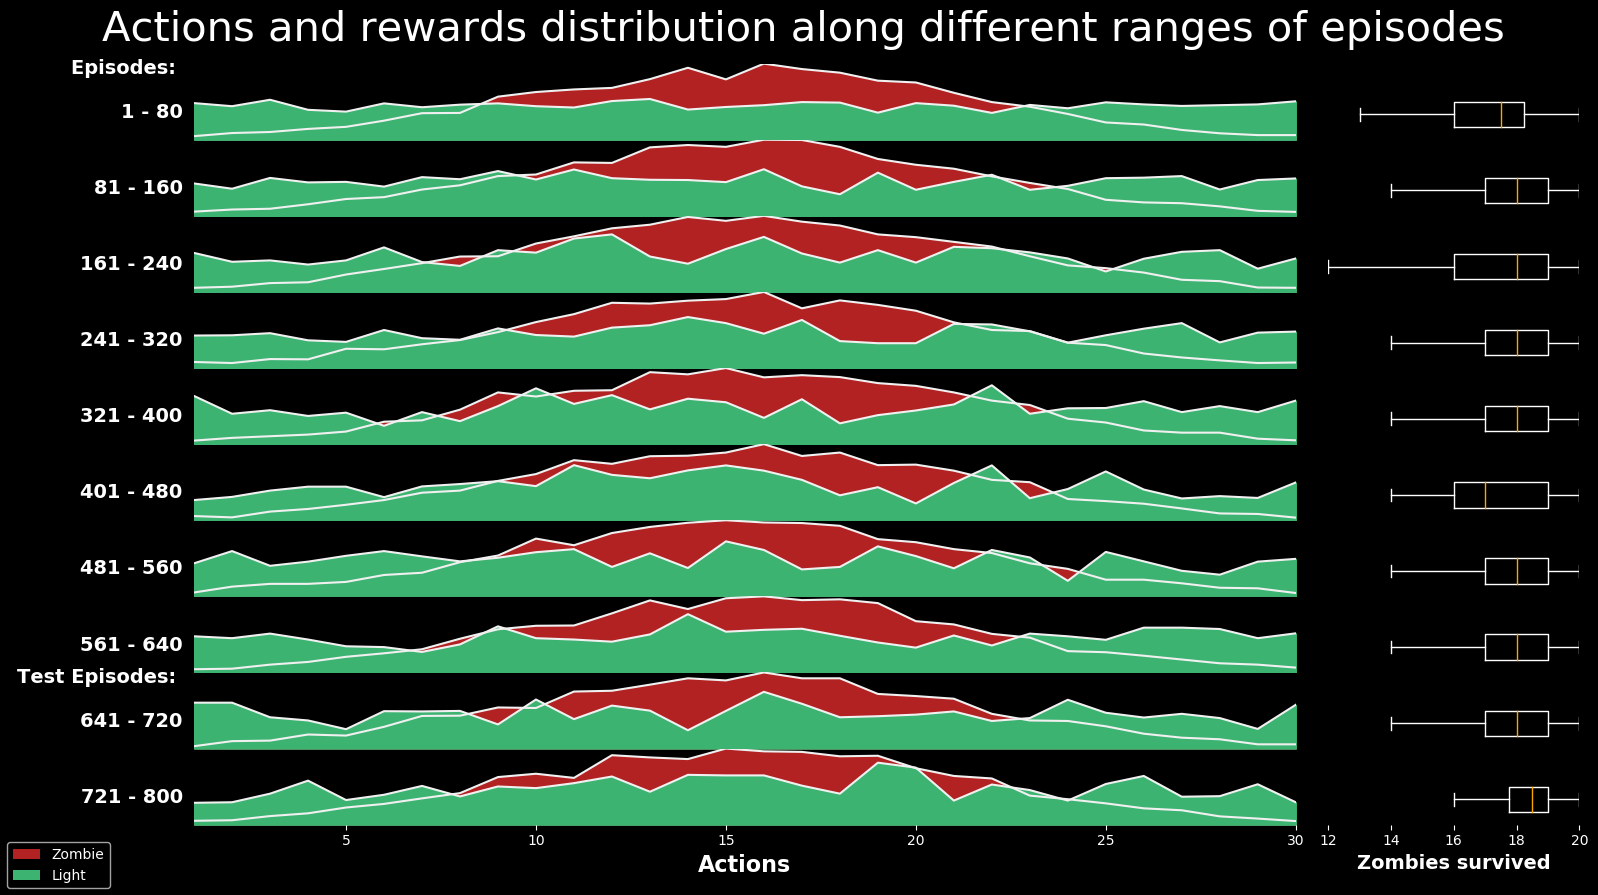 Actions and rewards distribution along different ranges of episodes
Episodes:
1 - 80
81 - 160
161 - 240
241 - 320
321 - 400
401 - 480
481 - 560
561 - 640
Test Episodes:
641 - 720
721 - 800
5 10 15 20 25 30 12 14 16 18 20
Actions Zombies survived
Zombie
Light